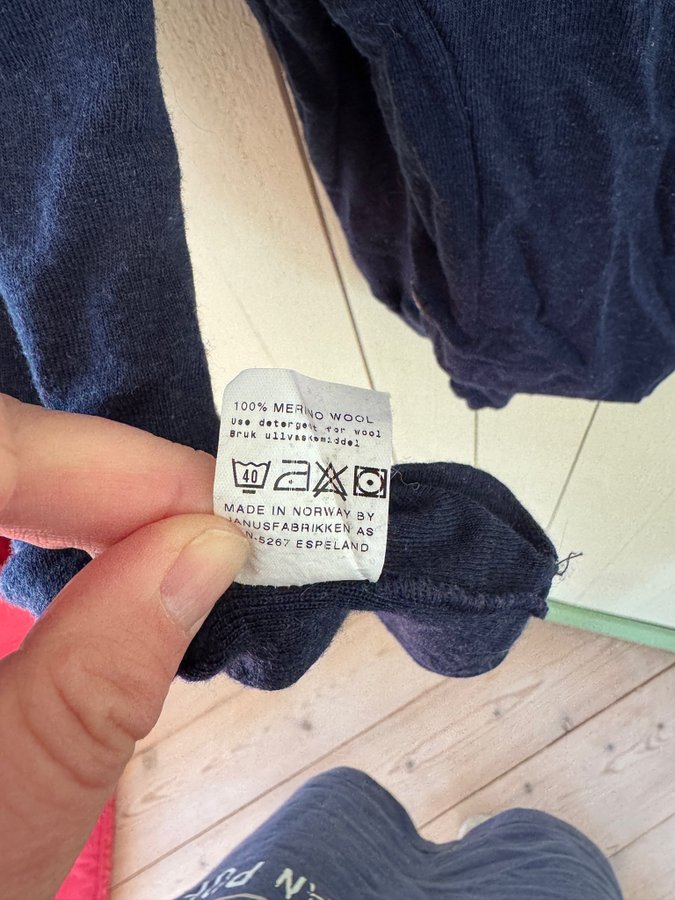 100% MERINO WOOL
Use detergent for wool
Bruk ullvaskemiddel
40
MADE IN NORWAY BY
JANUSFABRIKKEN AS
N-5267 ESPELAND